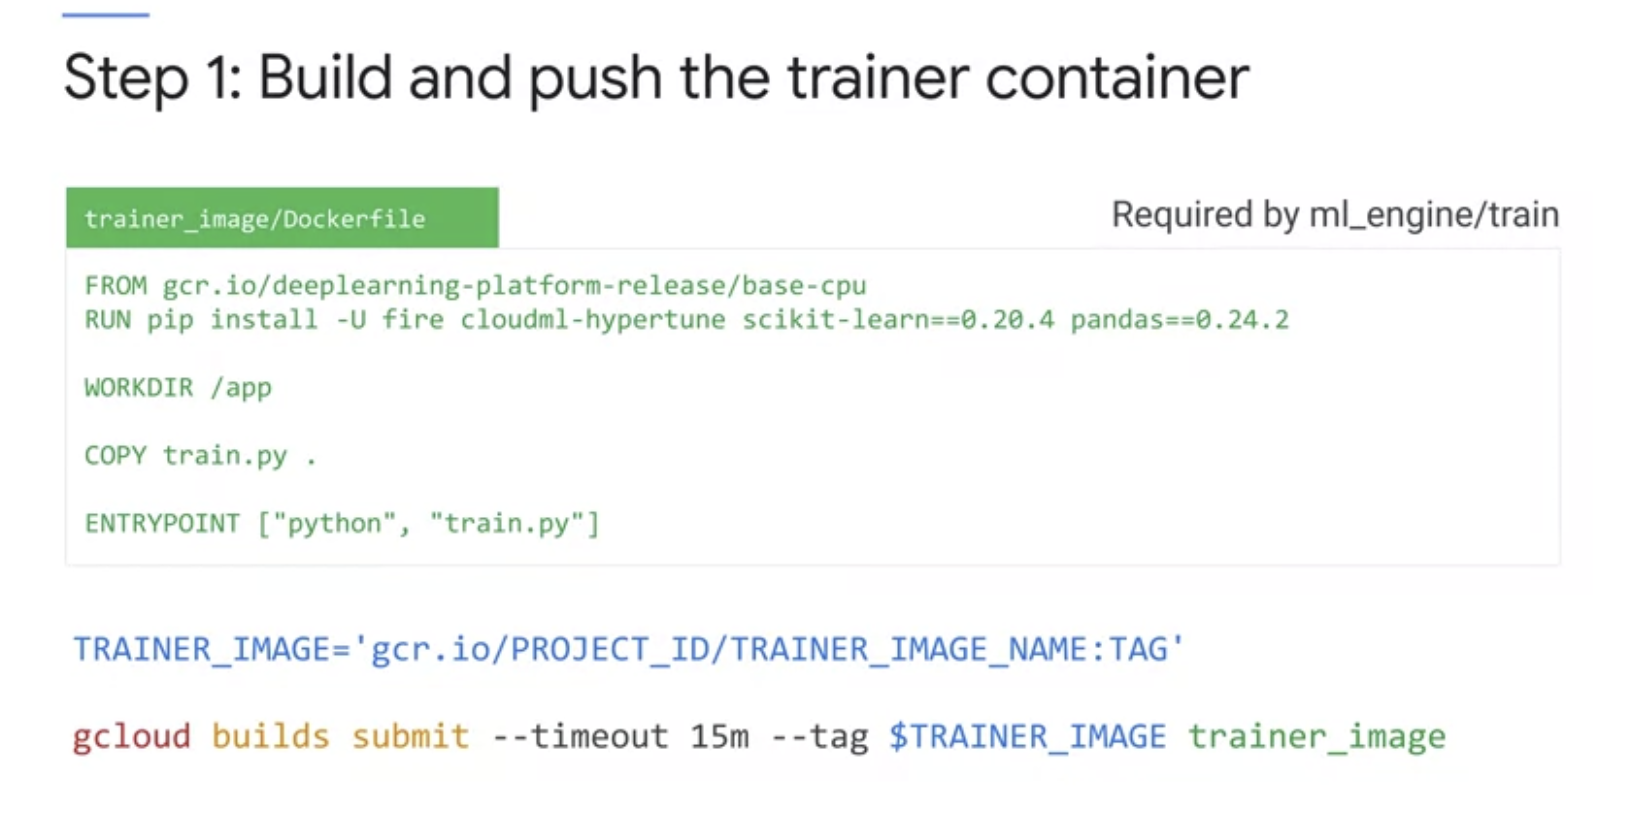 Step 1: Build and push the trainer container
trainer_image/Dockerfile
Required by ml_engine/train
FROM gcr.io/deeplearning-platform-release/base-cpu
RUN pip install -U fire cloudml-hypertune scikit-learn==0.20.4 pandas==0.24.2
WORKDIR /app
COPY train.py .
ENTRYPOINT ["python", "train.py"]
TRAINER_IMAGE='gcr.io/PROJECT_ID/TRAINER_IMAGE_NAME:TAG'
gcloud builds submit --timeout 15m --tag $TRAINER_IMAGE trainer_image